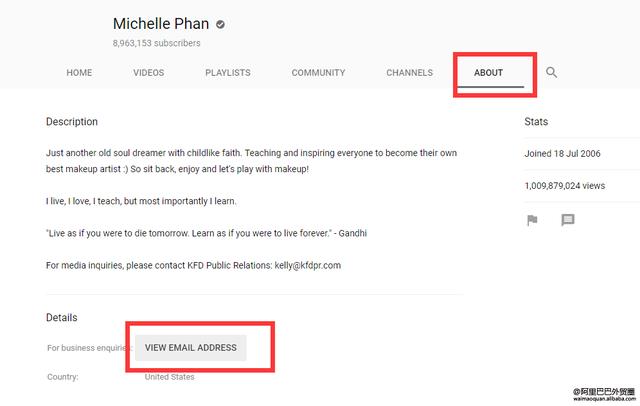 Michelle Phan
8,963,153 subscribers
HOME VIDEOS PLAYLISTS COMMUNITY CHANNELS ABOUT
Description
Just another old soul dreamer with childlike faith. Teaching and inspiring everyone to become their own
best makeup artist :) So sit back, enjoy and let's play with makeup!
I live, I love, I teach, but most importantly I learn.
"Live as if you were to die tomorrow. Learn as if you were to live forever." - Gandhi
For media inquiries, please contact KFD Public Relations: kelly@kfdpr.com
Stats
Joined 18 Jul 2006
1,009,879,024 views
Details
For business enquiries: VIEW EMAIL ADDRESS
Country: United States
@阿里巴巴外贸圈
waimaoquan.alibaba.com